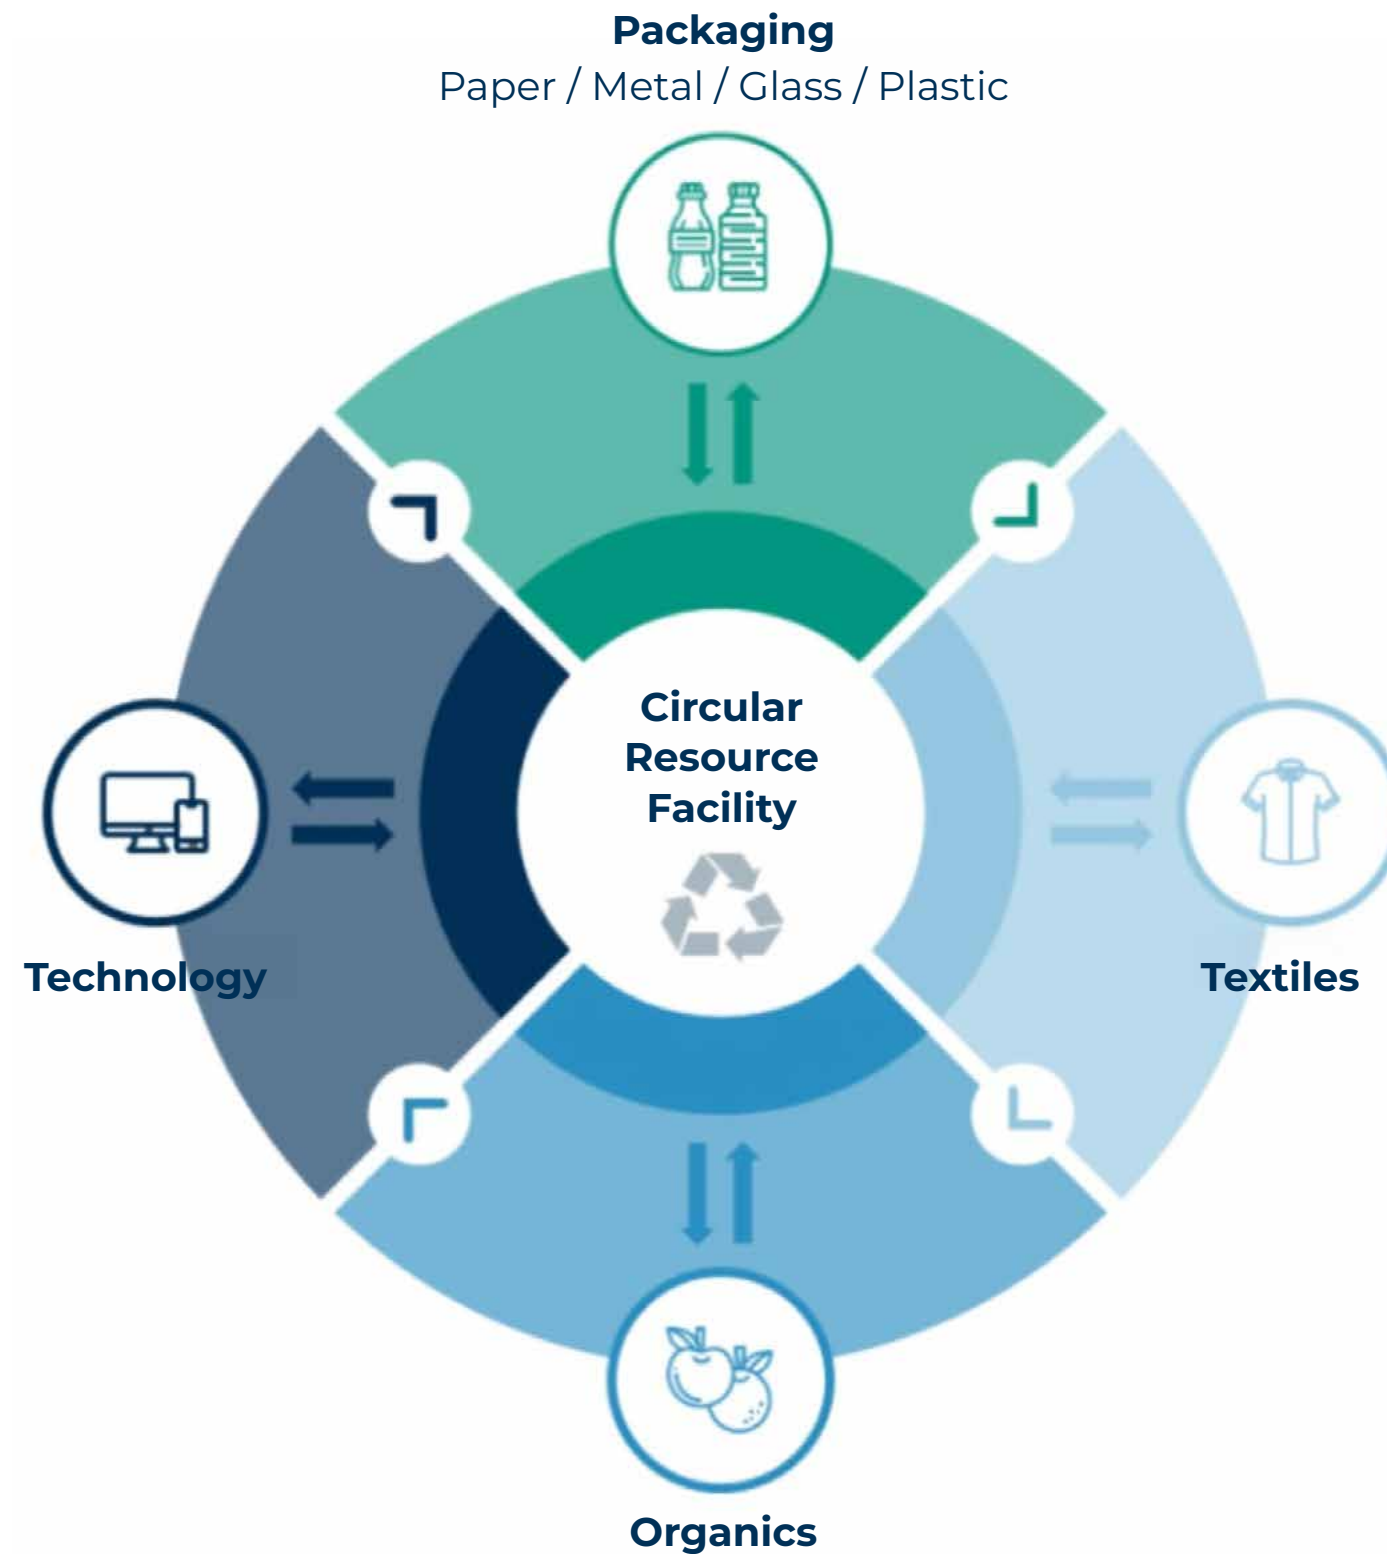 Packaging
Paper / Metal / Glass / Plastic
Circular
Resource
Facility
Technology
Textiles
Organics